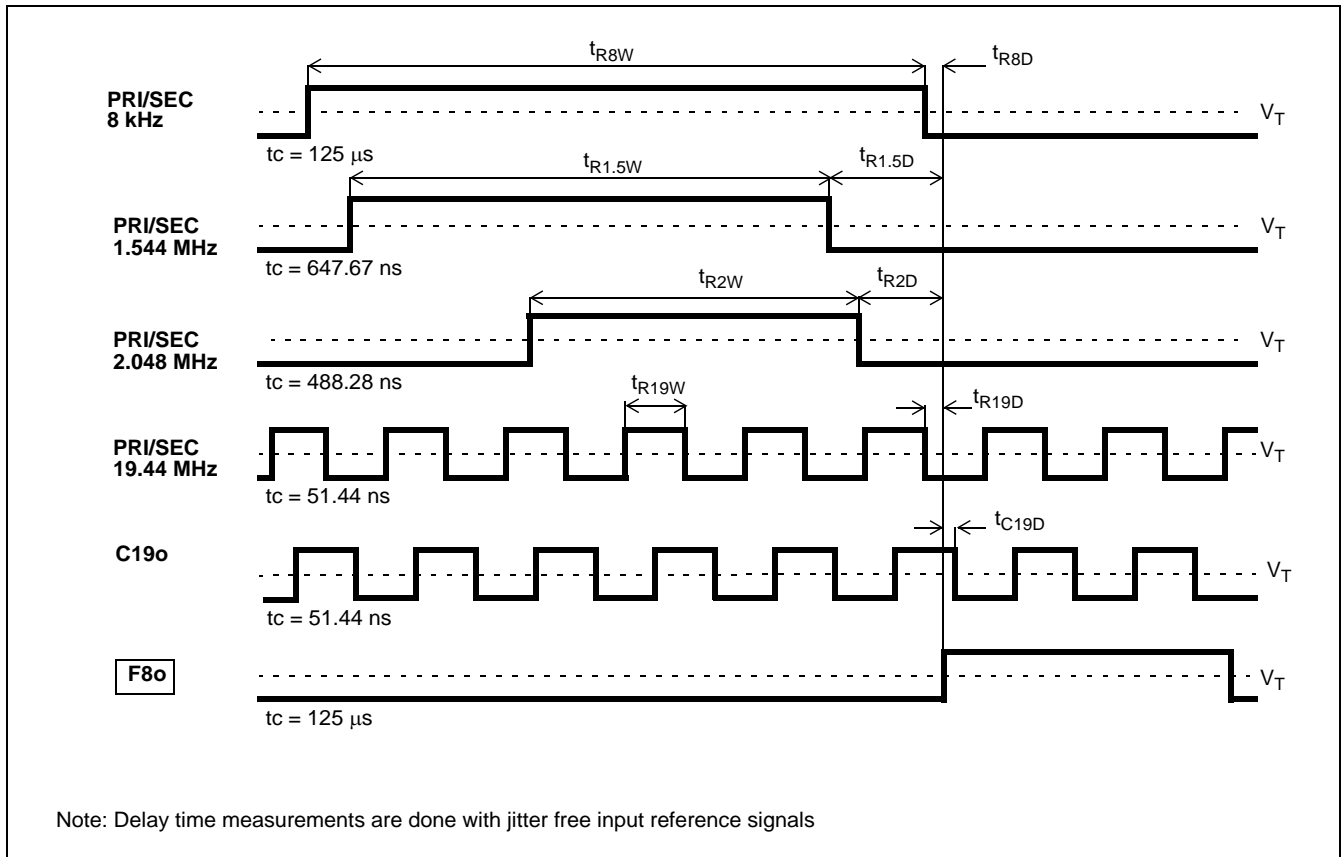 tR8W
tR8D
PRI/SEC
8 kHz
VT
tc = 125 μs
tR1.5W
tR1.5D
PRI/SEC
1.544 MHz
VT
tc = 647.67 ns
tR2W
tR2D
PRI/SEC
2.048 MHz
VT
tc = 488.28 ns
tR19W
tR19D
PRI/SEC
19.44 MHz
VT
tc = 51.44 ns
tC19D
C19o
VT
tc = 51.44 ns
F8o
VT
tc = 125 μs
Note: Delay time measurements are done with jitter free input reference signals